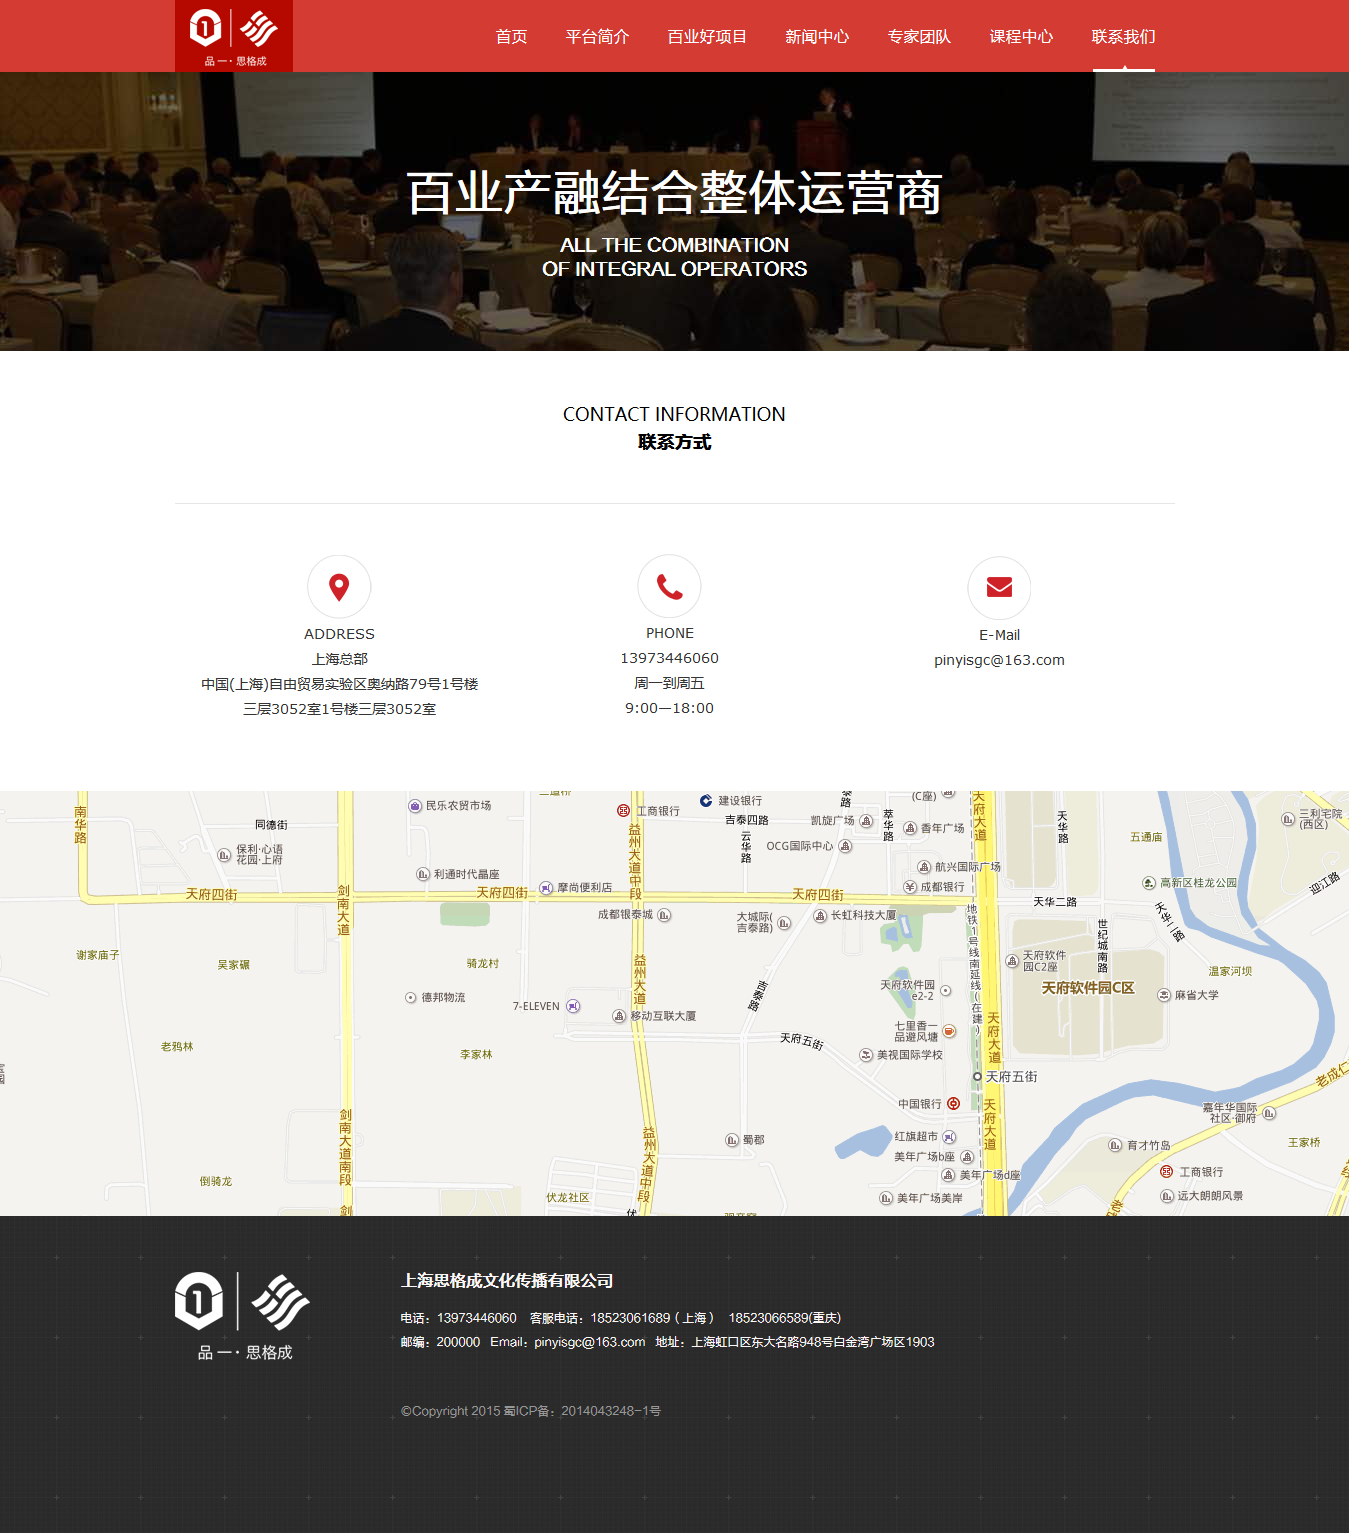 品一·思格成
首页 平台简介 百业好项目 新闻中心 专家团队 课程中心 联系我们
百业产融结合整体运营商
ALL THE COMBINATION
OF INTEGRAL OPERATORS
CONTACT INFORMATION
联系方式
ADDRESS
上海总部
中国(上海)自由贸易实验区奥纳路79号1号楼
三层3052室1号楼三层3052室
PHONE
13973446060
周一到周五
9:00—18:00
E-Mail
pinyisgc@163.com
南华路
同德街
保利·心语
花园·上府
民乐农贸市场
利通时代晶座
天府四街
天府四街
天府四街
剑南大道
摩尚便利店
工商银行
建设银行
吉泰四路
云华路
益州大道中段
成都银泰城
凯旋广场
OCG国际中心
萃华路
(C座)
香年广场
航兴国际广场
成都银行
大城际(
吉泰路)
长虹科技大厦
天府大道
天华路
五通庙
三利宅院
(西区)
高新区桂龙公园
迎江路
天华二路
天华二路
世纪城南路
地铁1号线南延线(在建)
谢家庙子
吴家碾
骑龙村
德邦物流
7-ELEVEN
益州大道
移动互联大厦
吉泰路
天府软件园
e2-2
天府软件
园C2座
天府软件园C区
温家河坝
麻省大学
老鸦林
李家林
天府五街
七里香一
品避风塘
美视国际学校
天府大道
天府五街
老成仁
中国银行
天府大道
嘉年华国际
社区·御府
剑南大道南段
益州大道中段
蜀郡
红旗超市
美年广场b座
美年广场d座
美年广场美岸
育才竹岛
王家桥
工商银行
远大朗朗风景
倒骑龙
伏龙社区
品一·思格成
上海思格成文化传播有限公司
电话：13973446060 客服电话：18523061689（上海） 18523066589(重庆)
邮编：200000 Email：pinyisgc@163.com 地址：上海虹口区东大名路948号白金湾广场区1903
©Copyright 2015 蜀ICP备：2014043248-1号